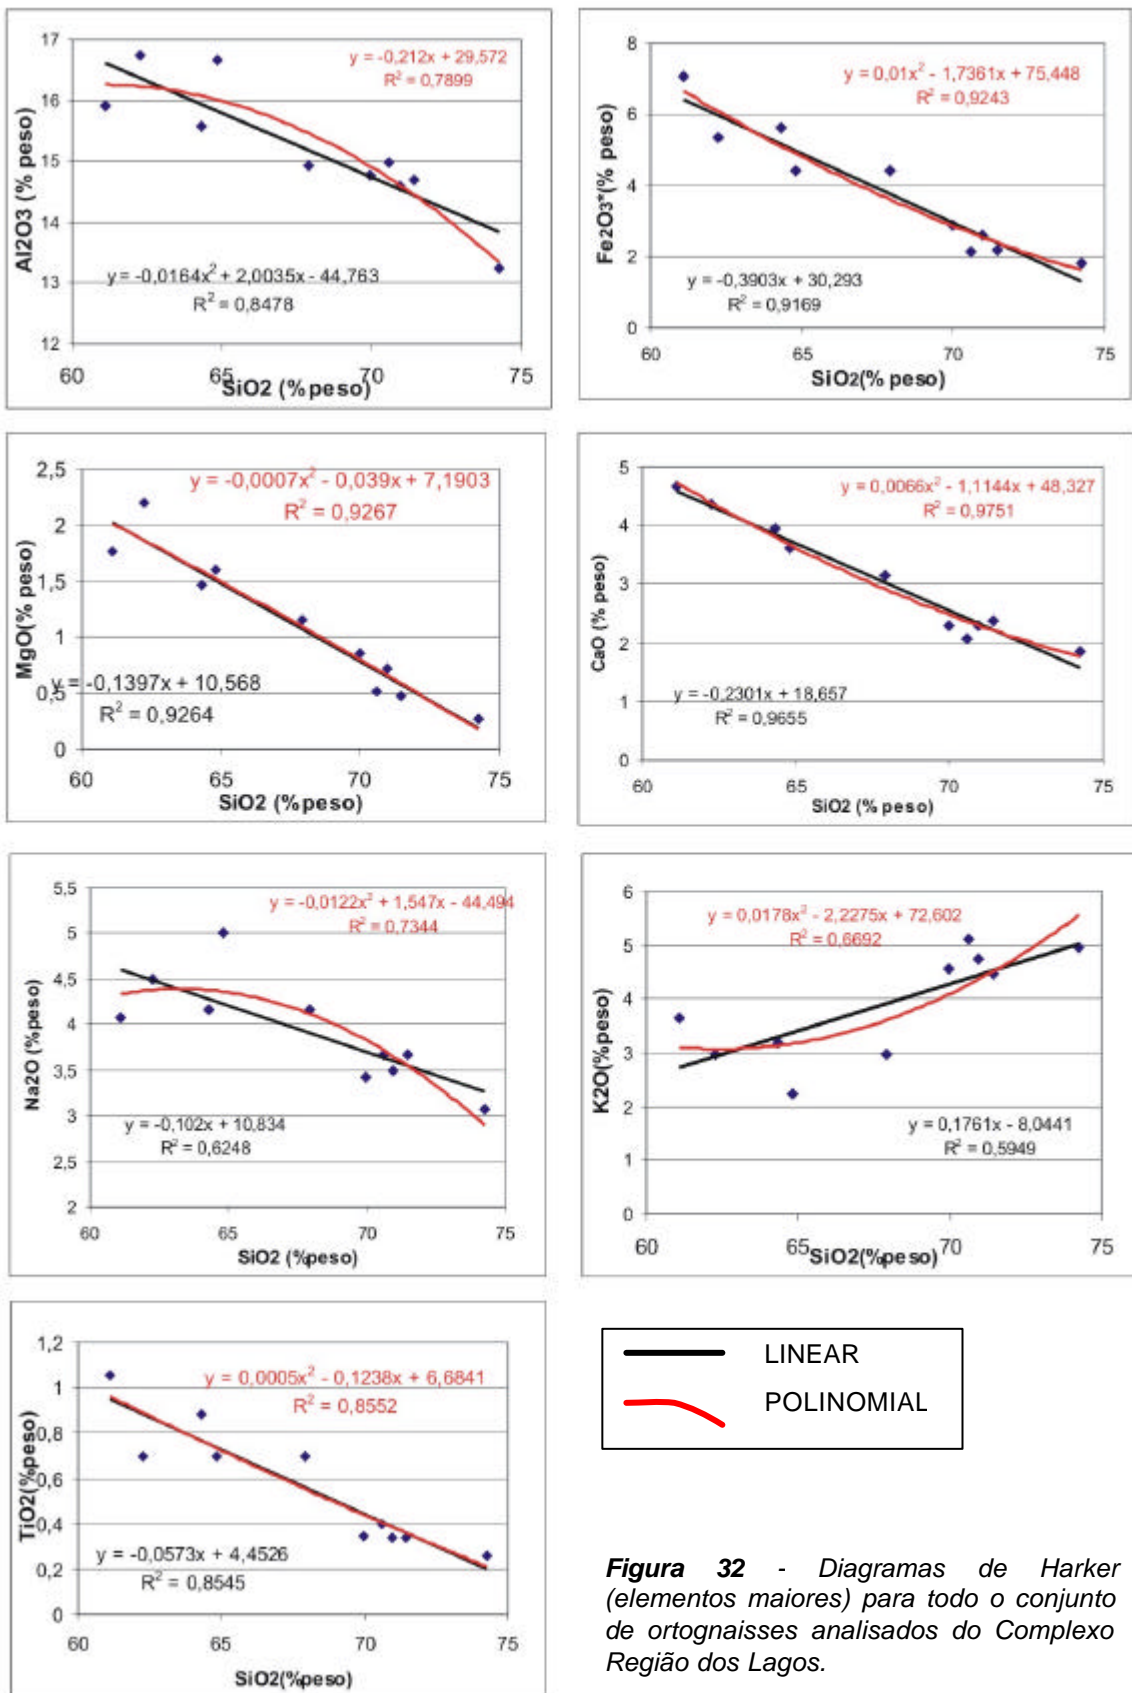 17
16
15
14
13
12
60
65
70
75
Al2O3 (% peso)
SiO2 (% peso)
y = -0,212x + 29,572
R² = 0,7899
y = -0,0164x² + 2,0035x - 44,763
R² = 0,8478
8
6
4
2
0
60
65
70
75
Fe2O3*(% peso)
SiO2(% peso)
y = 0,01x² - 1,7361x + 75,448
R² = 0,9243
y = -0,3903x + 30,293
R² = 0,9169
2,5
2
1,5
1
0,5
0
60
65
70
75
MgO(% peso)
SiO2 (% peso)
y = -0,0007x² - 0,039x + 7,1903
R² = 0,9267
y = -0,1397x + 10,568
R² = 0,9264
5
4
3
2
1
0
60
65
70
75
CaO (% peso)
SiO2 (% peso)
y = 0,0066x² - 1,1144x + 48,327
R² = 0,9751
y = -0,2301x + 18,657
R² = 0,9655
5,5
5
4,5
4
3,5
3
2,5
2
60
65
70
75
Na2O (%peso)
SiO2 (%peso)
y = -0,0122x² + 1,547x - 44,494
R² = 0,7344
y = -0,102x + 10,834
R² = 0,6248
6
5
4
3
2
1
0
60
65
70
75
K2O(%peso)
SiO2(%peso)
y = 0,0178x² - 2,2275x + 72,602
R² = 0,6692
y = 0,1761x - 8,0441
R² = 0,5949
1,2
1
0,8
0,6
0,4
0,2
0
60
65
70
75
TiO2(%peso)
SiO2(%peso)
y = 0,0005x² - 0,1238x + 6,6841
R² = 0,8552
y = -0,0573x + 4,4526
R² = 0,8545
LINEAR
POLINOMIAL
Figura 32 - Diagramas de Harker
(elementos maiores) para todo o conjunto
de ortognaisses analisados do Complexo
Região dos Lagos.